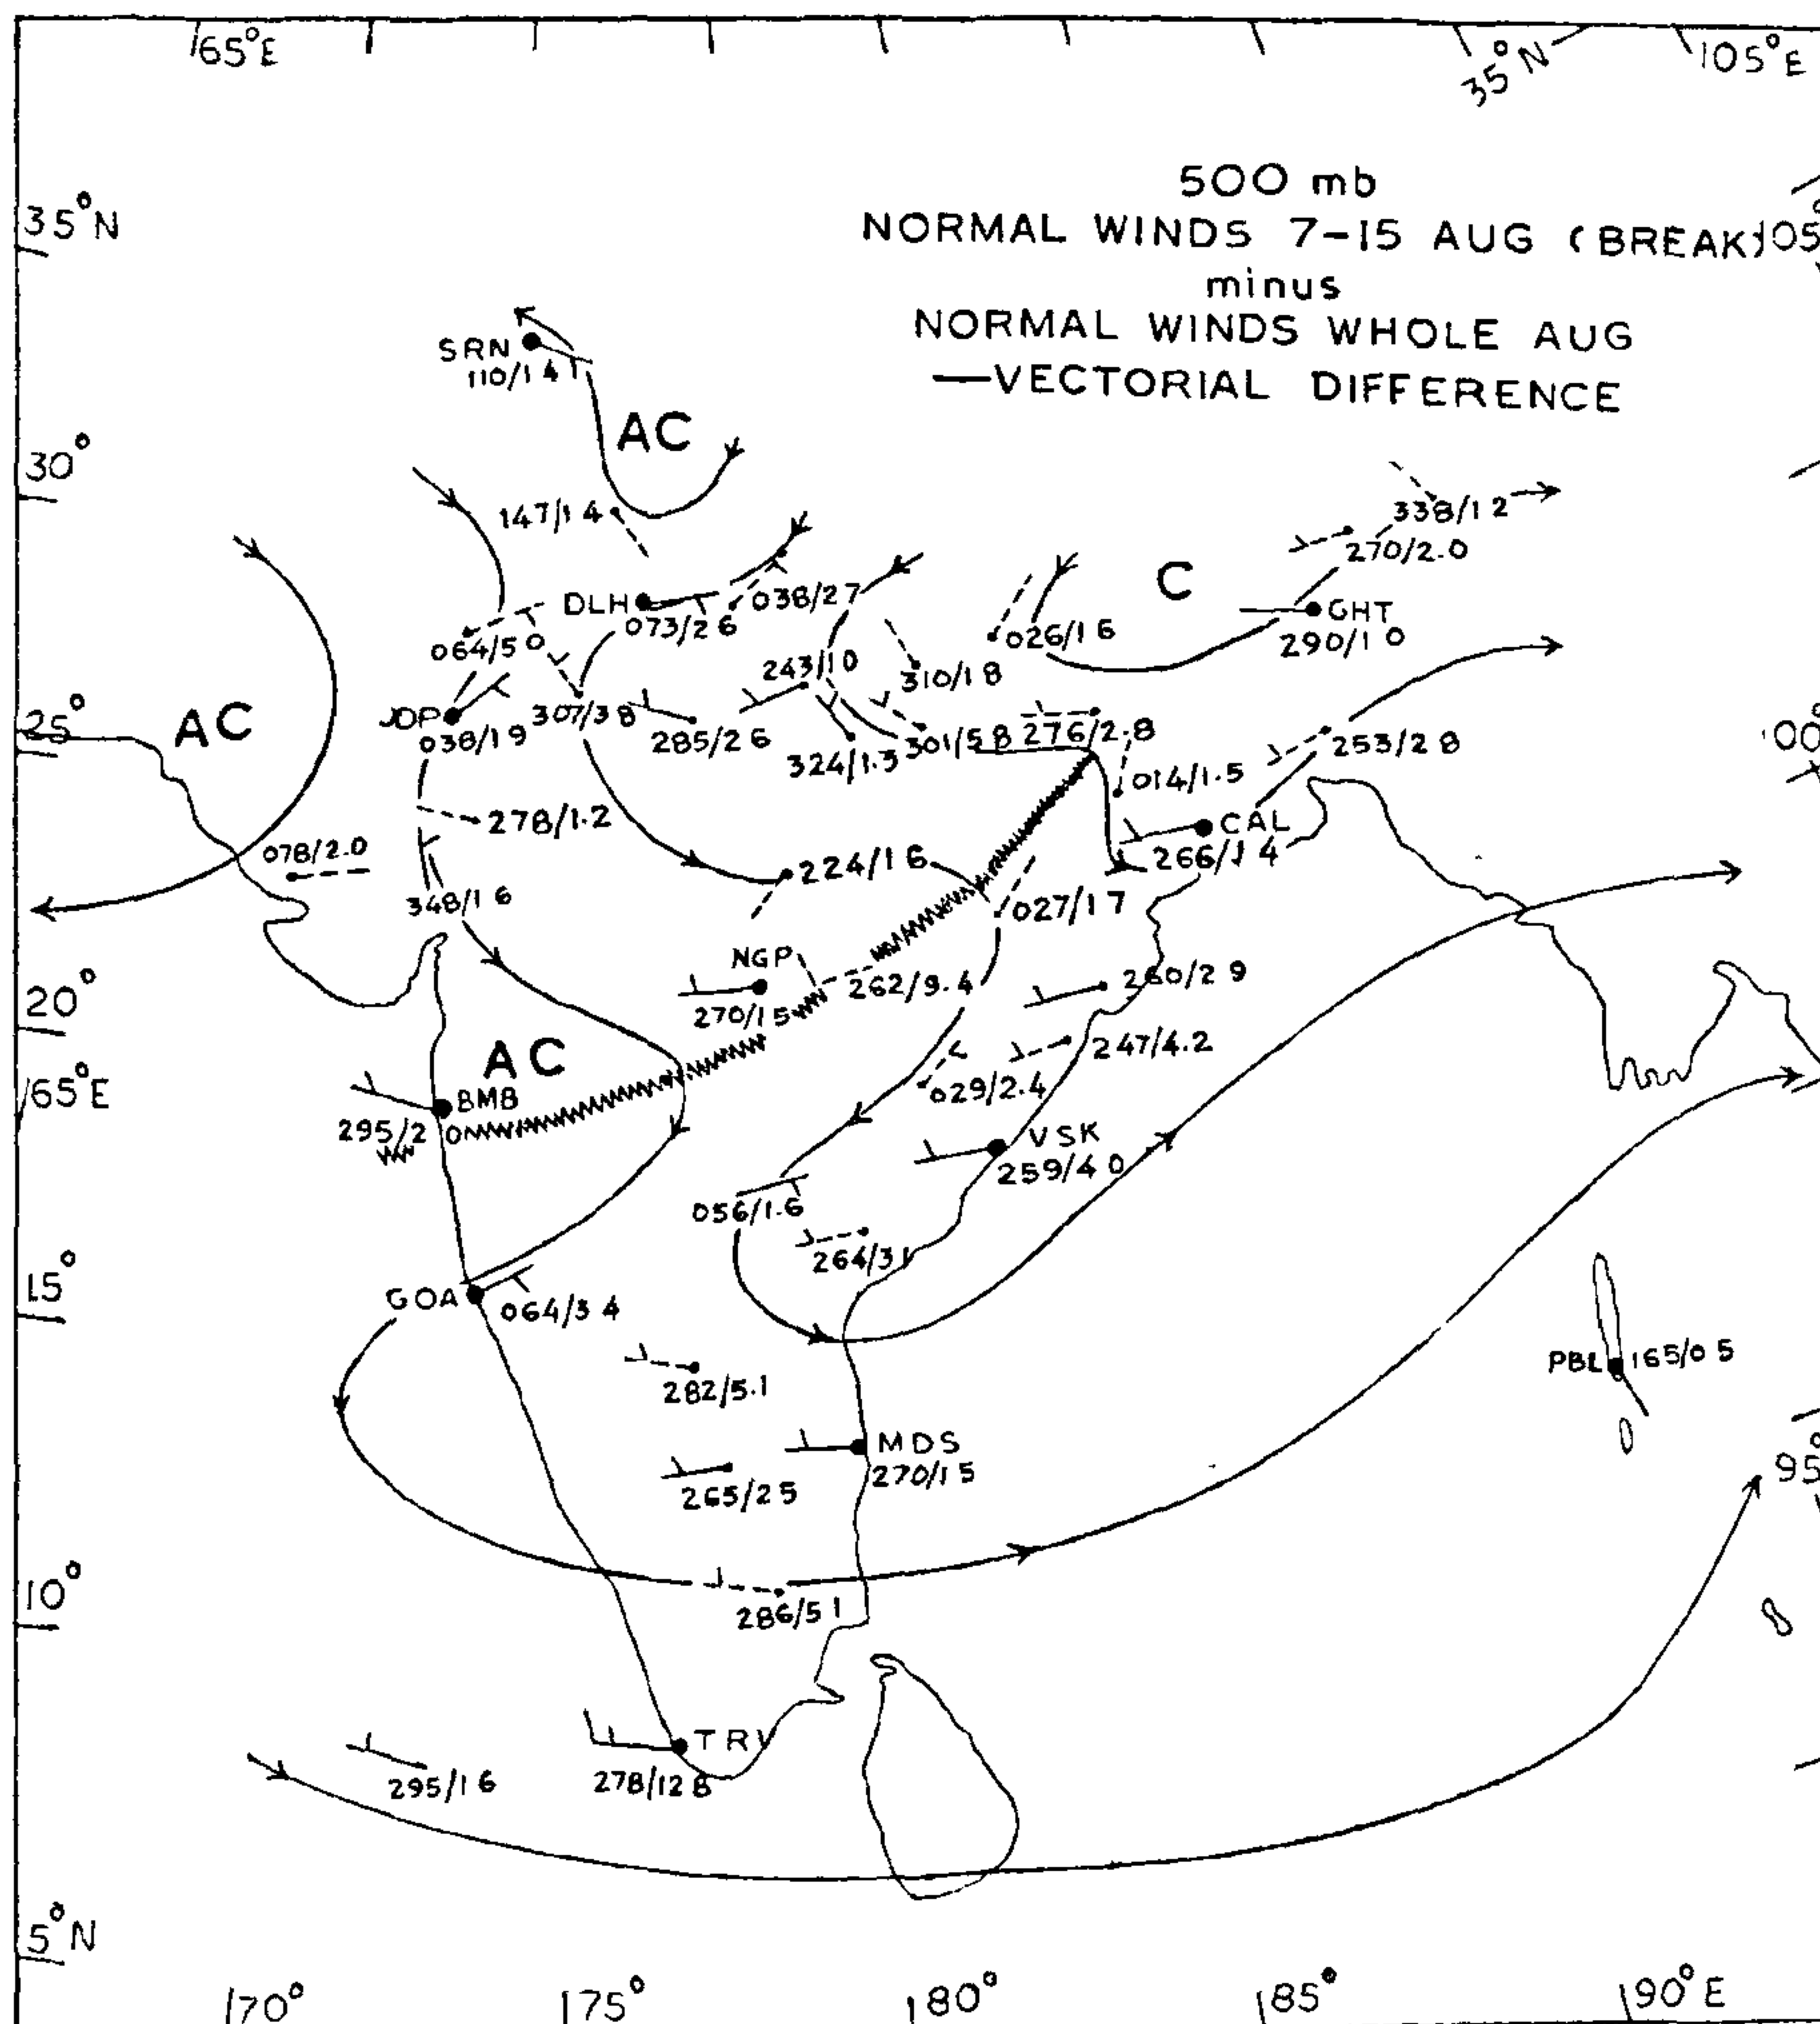 65°E
35°N
105°E
500 mb
35°N
NORMAL WINDS 7-15 AUG (BREAK)
105
minus
NORMAL WINDS WHOLE AUG
SRN
110/1 4
—VECTORIAL DIFFERENCE
AC
30°
147/1 4
338/1 2
270/2.0
C
DLH
038/2 7
GHT
073/2 6
026/1 6
290/1 0
064/5 0
243/1 0
310/1 8
AC
JDP
307/3 8
25°
038/1 9
285/2 6
301/5 8
276/2.8
253/2 8
324/1.3
014/1.5
278/1.2
CAL
078/2.0
266/1 4
224/1 6
348/1 6
027/1 7
NGP
20°
262/9.4
260/2 9
270/1 5
AC
247/4.2
65°E
029/2.4
BMB
295/2 0
VSK
259/4 0
056/1.6
264/3 1
15°
GOA
064/3 4
PBL 165/0 5
282/5.1
MDS
265/2 5
270/1 5
95°
10°
286/5 1
TRV
295/1 6
278/12 8
5°N
70°
75°
80°
85°
90°E